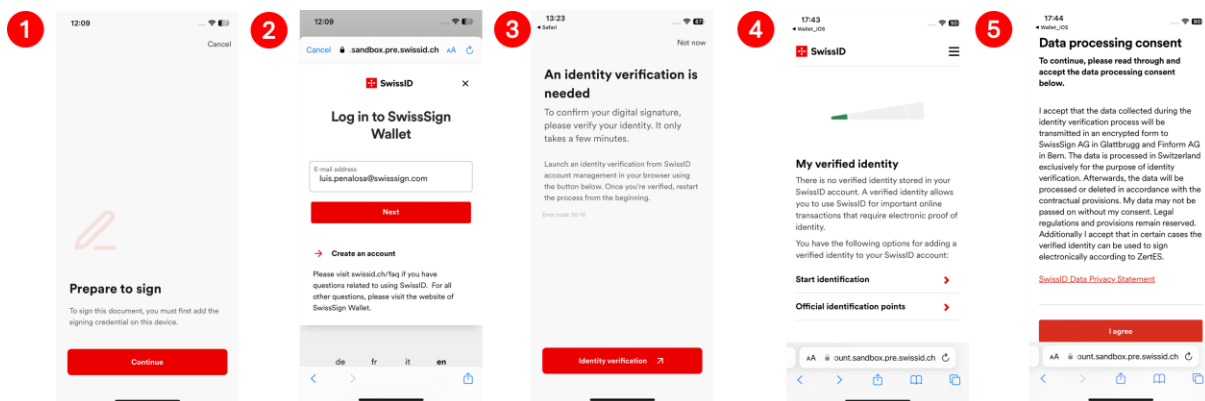 1
12:09
Cancel
Prepare to sign
To sign this document, you must first add the
signing credential on this device.
Continue
2
12:09
Cancel
.sandbox.pre.swissid.ch
AA
SwissID
×
Log in to SwissSign
Wallet
E-mail address
luis.penalosa@swisssign.com
Next
Create an account
Please visit swissid.ch/faq if you have
questions related to using SwissID. For all
other questions, please visit the website of
SwissSign Wallet.
de fr it en
3
13:23
Safari
87
Not now
An identity verification is
needed
To confirm your digital signature,
please verify your identity. It only
takes a few minutes.
Launch an identity verification from SwissID
account management in your browser using
the button below. Once you're verified, restart
the process from the beginning.
Identity verification
4
17:43
Wallet_iOS
90
SwissID
My verified identity
There is no verified identity stored in your
SwissID account. A verified identity allows
you to use SwissID for important online
transactions that require electronic proof of
identity.
You have the following options for adding a
verified identity to your SwissID account:
Start identification
Official identification points
AA
ount.sandbox.pre.swissid.ch
5
17:44
Wallet_iOS
90
Data processing consent
To continue, please read through and
accept the data processing consent
below.
I accept that the data collected during the
identity verification process will be
transmitted in an encrypted form to
SwissSign AG in Glattbrugg and Finform AG
in Bern. The data is processed in Switzerland
exclusively for the purpose of identity
verification. Afterwards, the data will be
processed or deleted in accordance with the
contractual provisions. My data may not be
passed on without my consent. Legal
regulations and provisions remain reserved.
Additionally I accept that in certain cases the
verified identity can be used to sign
electronically according to ZertES.
SwissID Data Privacy Statement
I agree
AA
ount.sandbox.pre.swissid.ch